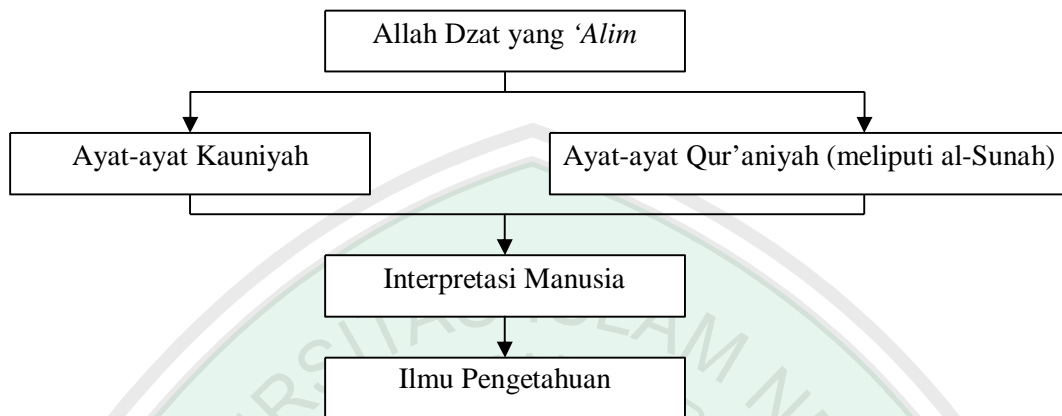 Allah Dzat yang ‘Alim
Ayat-ayat Kauniyah
Ayat-ayat Qur’aniyah (meliputi al-Sunah)
Interpretasi Manusia
Ilmu Pengetahuan